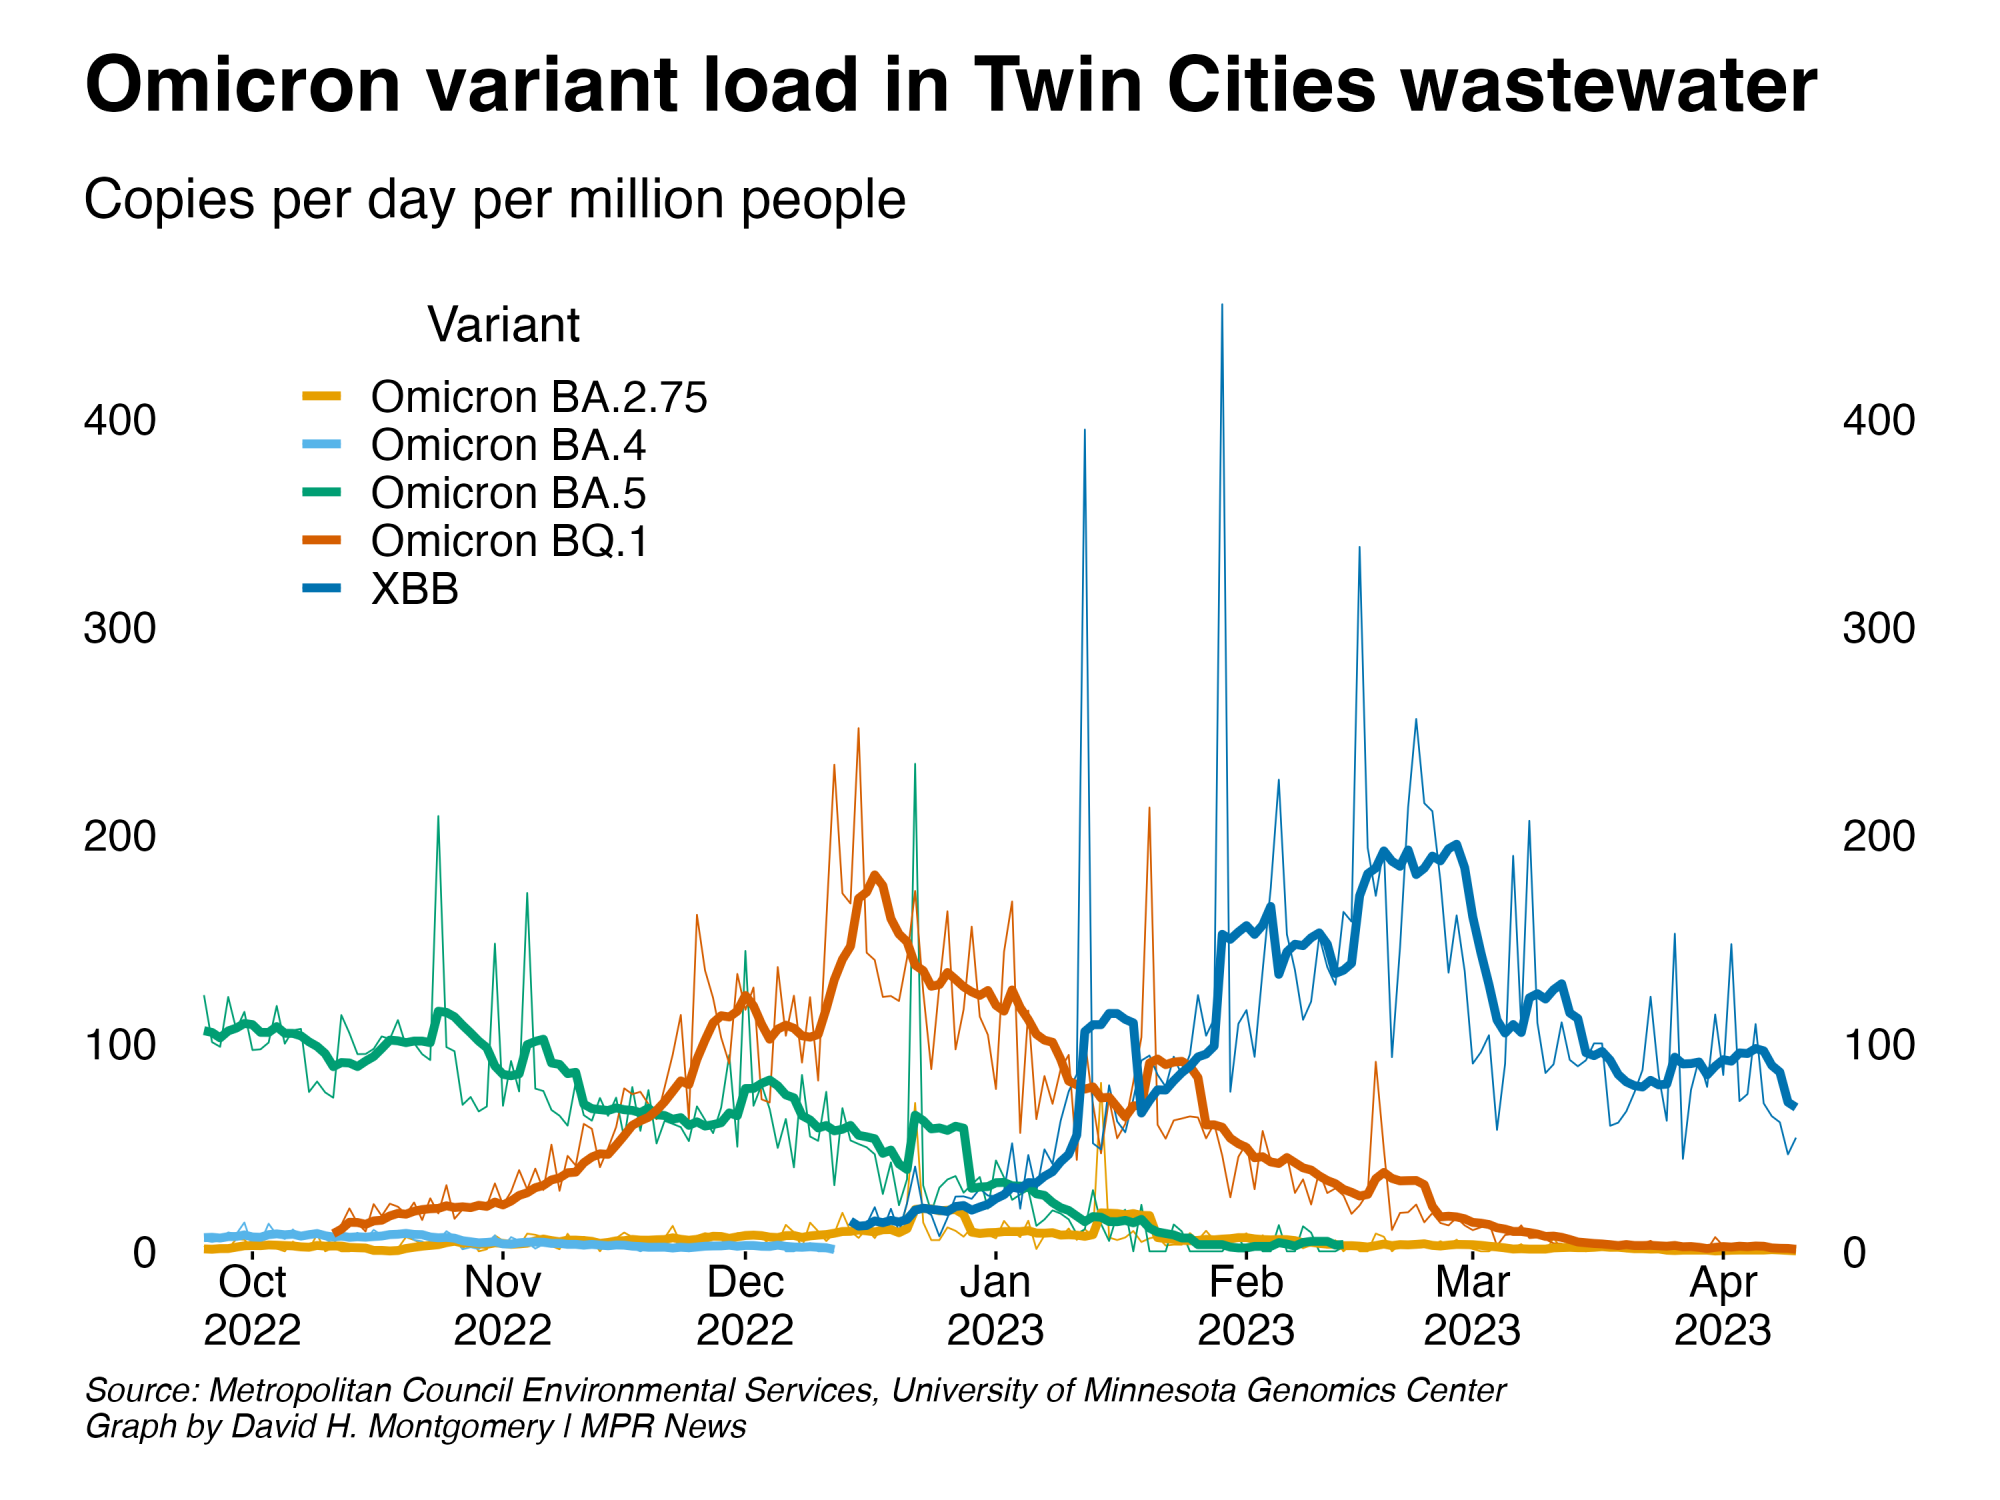 Omicron variant load in Twin Cities wastewater
Copies per day per million people
Variant
Omicron BA.2.75
Omicron BA.4
Omicron BA.5
Omicron BQ.1
XBB
400 400
300 300
200 200
100 100
0 0
Oct Nov Dec Jan Feb Mar Apr
2022 2022 2022 2023 2023 2023 2023
Source: Metropolitan Council Environmental Services, University of Minnesota Genomics Center
Graph by David H. Montgomery | MPR News